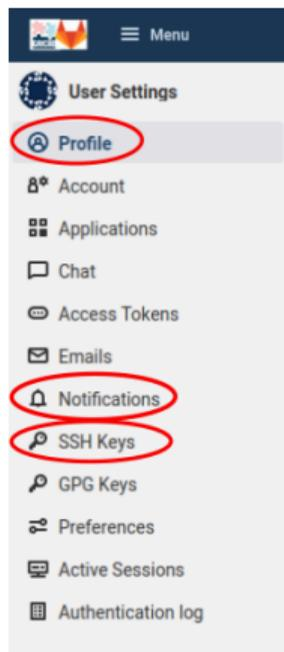 Menu
User Settings
Profile
Account
Applications
Chat
Access Tokens
Emails
Notifications
SSH Keys
GPG Keys
Preferences
Active Sessions
Authentication log